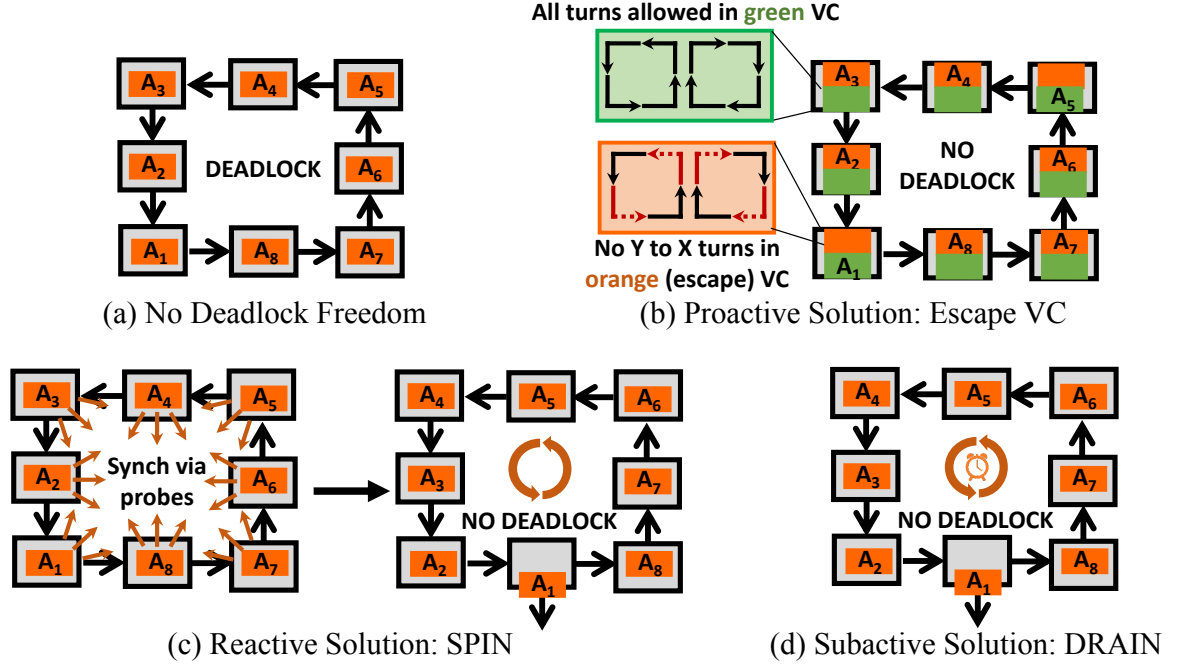 All turns allowed in green VC
A3 A4 A5
A2 DEADLOCK A6
A1 A8 A7
(a) No Deadlock Freedom
A3 A4 A5
A2 NO DEADLOCK A6
A1 A8 A7
No Y to X turns in
orange (escape) VC
(b) Proactive Solution: Escape VC
A3 A4 A5
A2 Synch via probes A6
A1 A8 A7
A4 A5 A6
A3 A7
NO DEADLOCK
A2 A1 A8
(c) Reactive Solution: SPIN
A4 A5 A6
A3 A7
NO DEADLOCK
A2 A1 A8
(d) Subactive Solution: DRAIN